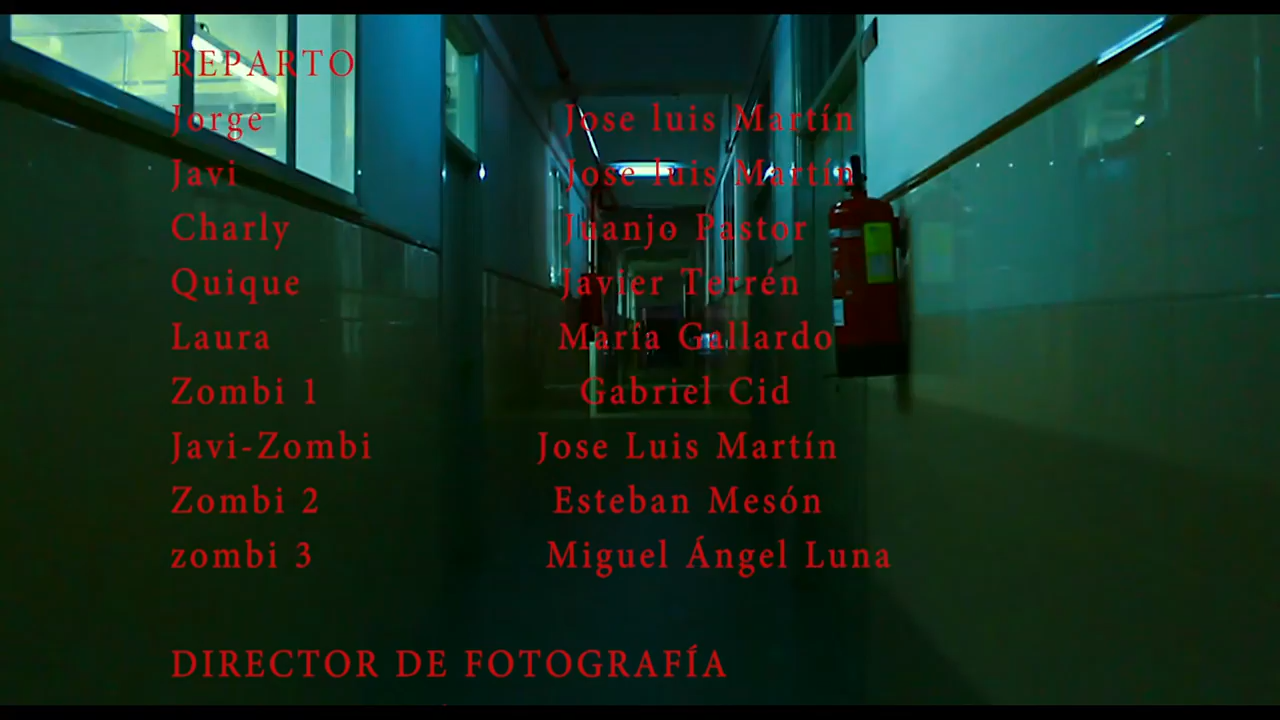 REPARTO
Jorge Jose luis Martín
Javi Jose luis Martín
Charly Juanjo Pastor
Quique Javier Terrén
Laura María Gallardo
Zombi 1 Gabriel Cid
Javi-Zombi Jose Luis Martín
Zombi 2 Esteban Mesón
zombi 3 Miguel Ángel Luna
DIRECTOR DE FOTOGRAFÍA